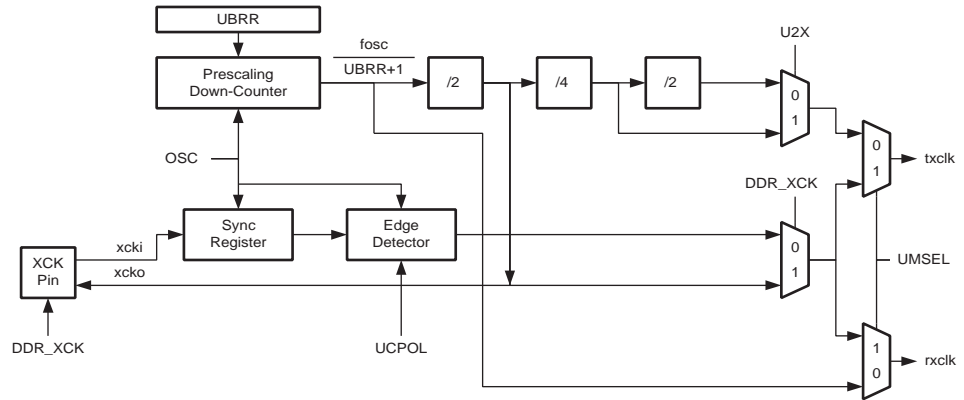 UBRR
U2X
fosc
UBRR+1
Prescaling
Down-Counter
/2
/4
/2
0
1
OSC
0
1
txclk
DDR_XCK
Sync
Register
Edge
Detector
xcki
xcko
XCK
Pin
0
1
UMSEL
DDR_XCK
UCPOL
1
0
rxclk